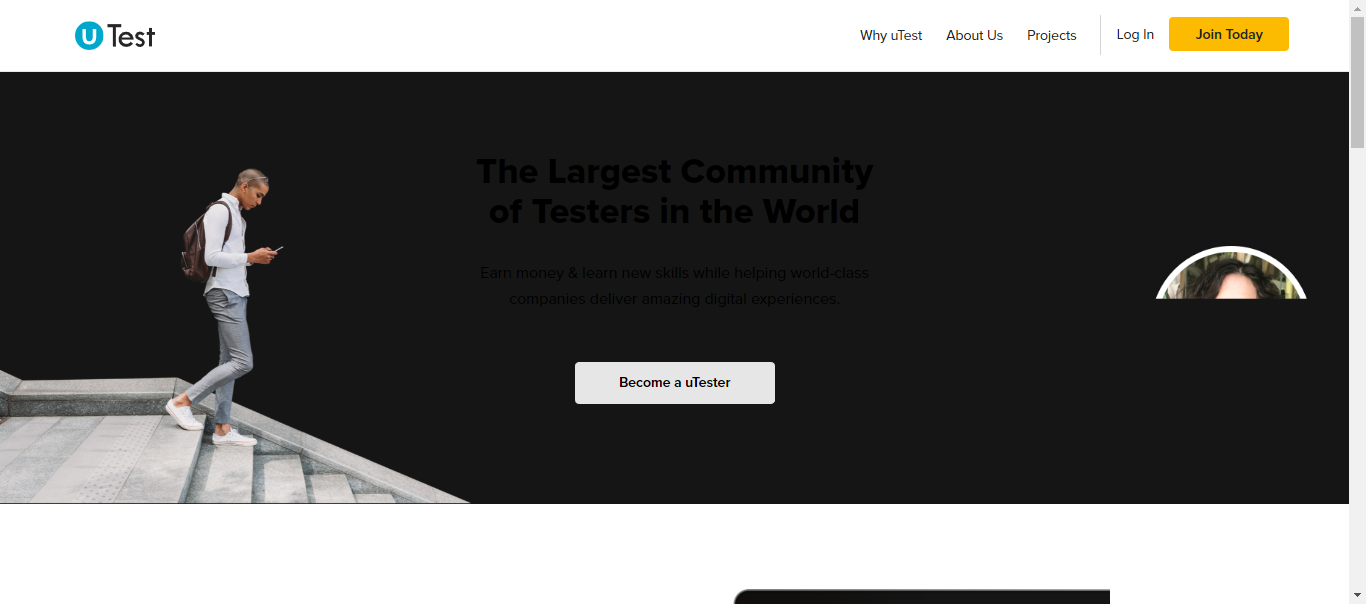 uTest
Why uTest
About Us
Projects
Log In
Join Today
The Largest Community
of Testers in the World
Earn money & learn new skills while helping world-class
companies deliver amazing digital experiences.
Become a uTester